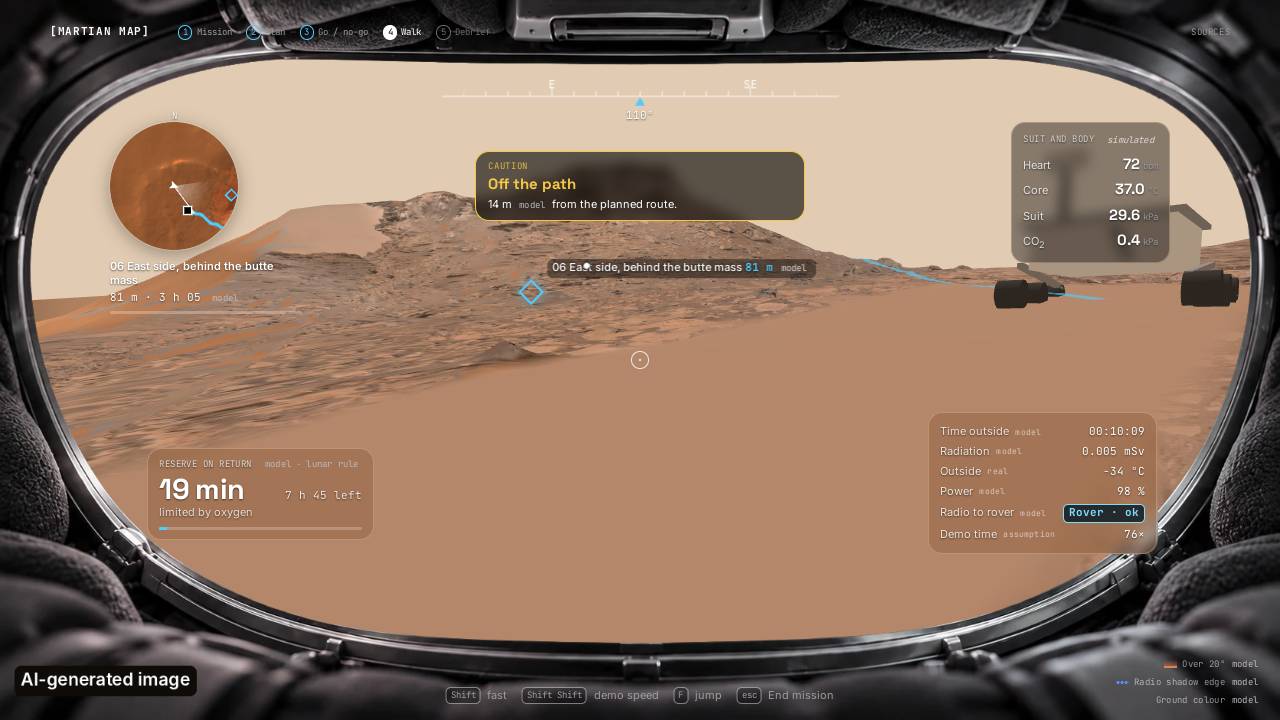 [MARTIAN MAP]
1 Mission 2 Plan 3 Go / no-go 4 Walk 5 Debrief
SOURCES
E SE
110°
N
CAUTION
Off the path
14 m model from the planned route.
SUIT AND BODY simulated
Heart 72 bpm
Core 37.0 °C
Suit 29.6 kPa
CO2 0.4 kPa
06 East side, behind the butte mass 81 m model
06 East side, behind the butte
mass
81 m · 3 h 05 model
RESERVE ON RETURN model · lunar rule
19 min 7 h 45 left
limited by oxygen
Time outside model 00:10:09
Radiation model 0.005 mSv
Outside real -34 °C
Power model 98 %
Radio to rover model Rover · ok
Demo time assumption 76×
AI-generated image
Shift fast Shift Shift demo speed F jump esc End mission
Over 20° model
Radio shadow edge model
Ground colour model